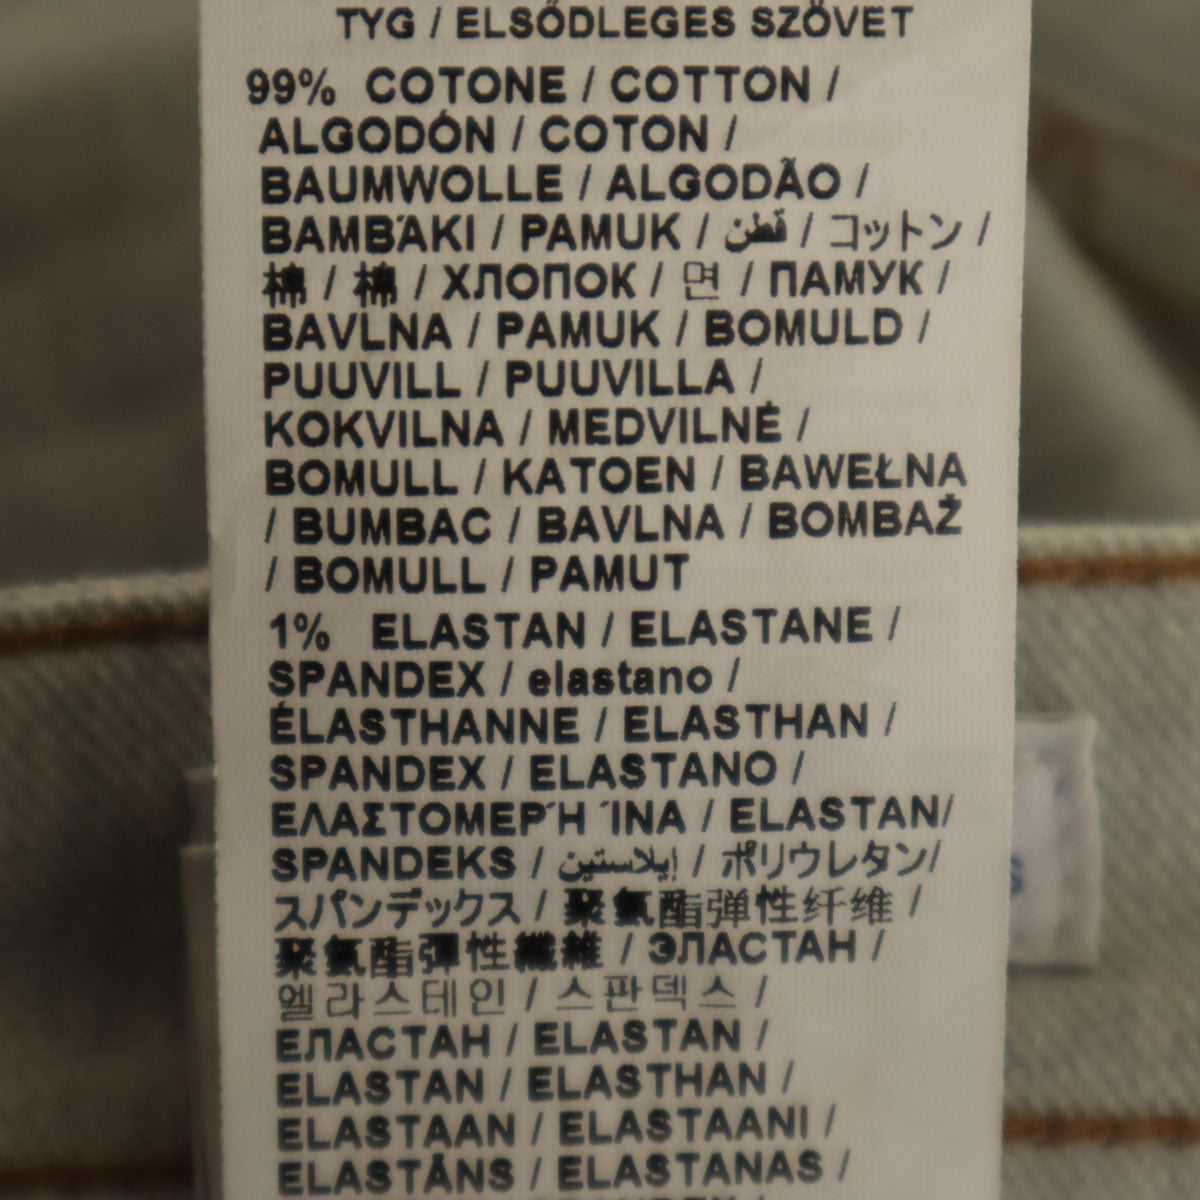 TYG / ELSŐDLEGES SZÖVET
99% COTONE / COTTON /
ALGODÓN / COTON /
BAUMWOLLE / ALGODÃO /
BAMBΆKI / PAMUK / قطن / コットン /
棉 / 棉 / ХЛОПОК / 면 / ПАМУК /
BAVLNA / PAMUK / BOMULD /
PUUVILL / PUUVILLA /
KOKVILNA / MEDVILNĖ /
BOMULL / KATOEN / BAWEŁNA
/ BUMBAC / BAVLNA / BOMBAŽ
/ BOMULL / PAMUT
1% ELASTAN / ELASTANE /
SPANDEX / elastano /
ÉLASTHANNE / ELASTHAN /
SPANDEX / ELASTANO /
ΕΛΑΣΤΟΜΕΡΉ ΊΝΑ / ELASTAN/
SPANDEKS / إيلاستين / ポリウレタン/
スパンデックス / 聚氨酯弹性纤维 /
聚氨酯彈性纖維 / ЭЛАСТАН /
엘라스테인 / 스판덱스 /
ЕЛАСТАН / ELASTAN /
ELASTAN / ELASTHAN /
ELASTAAN / ELASTAANI /
ELASTĀNS / ELASTANAS /